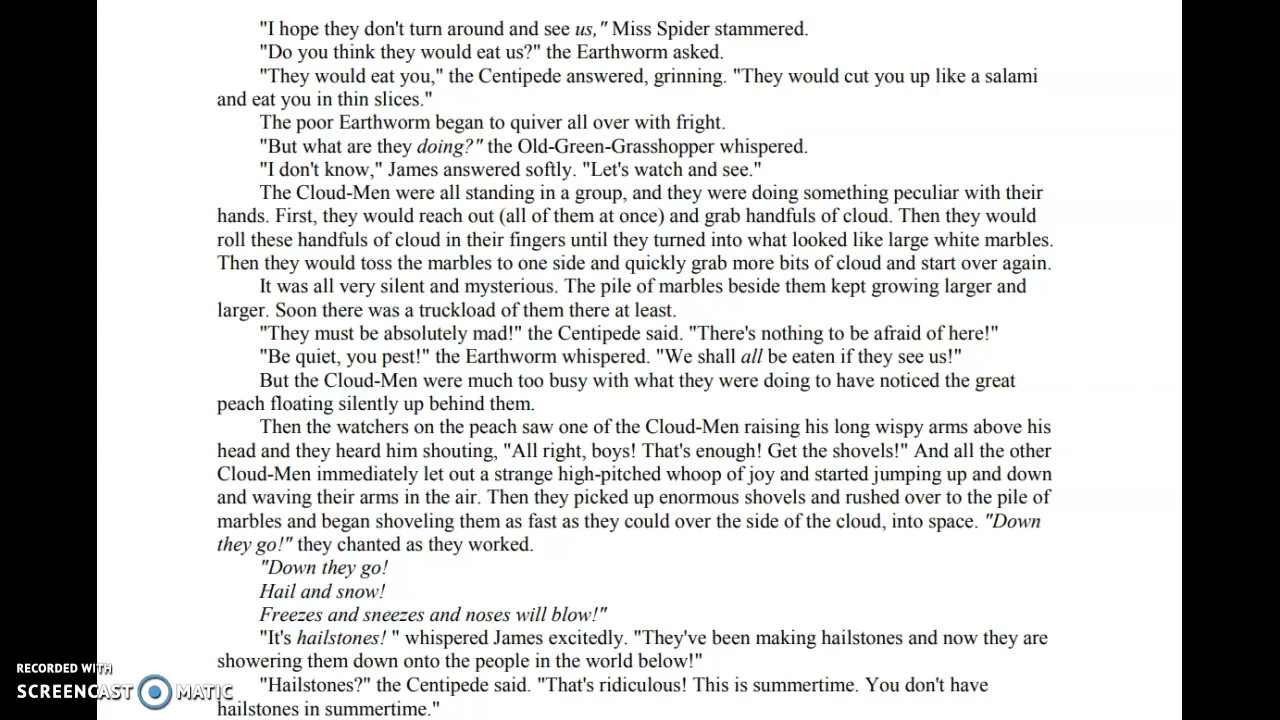 "I hope they don't turn around and see us," Miss Spider stammered.
"Do you think they would eat us?" the Earthworm asked.
"They would eat you," the Centipede answered, grinning. "They would cut you up like a salami
and eat you in thin slices."
The poor Earthworm began to quiver all over with fright.
"But what are they doing?" the Old-Green-Grasshopper whispered.
"I don't know," James answered softly. "Let's watch and see."
The Cloud-Men were all standing in a group, and they were doing something peculiar with their
hands. First, they would reach out (all of them at once) and grab handfuls of cloud. Then they would
roll these handfuls of cloud in their fingers until they turned into what looked like large white marbles.
Then they would toss the marbles to one side and quickly grab more bits of cloud and start over again.
It was all very silent and mysterious. The pile of marbles beside them kept growing larger and
larger. Soon there was a truckload of them there at least.
"They must be absolutely mad!" the Centipede said. "There's nothing to be afraid of here!"
"Be quiet, you pest!" the Earthworm whispered. "We shall all be eaten if they see us!"
But the Cloud-Men were much too busy with what they were doing to have noticed the great
peach floating silently up behind them.
Then the watchers on the peach saw one of the Cloud-Men raising his long wispy arms above his
head and they heard him shouting, "All right, boys! That's enough! Get the shovels!" And all the other
Cloud-Men immediately let out a strange high-pitched whoop of joy and started jumping up and down
and waving their arms in the air. Then they picked up enormous shovels and rushed over to the pile of
marbles and began shoveling them as fast as they could over the side of the cloud, into space. "Down
they go!" they chanted as they worked.
"Down they go!
Hail and snow!
Freezes and sneezes and noses will blow!"
"It's hailstones! " whispered James excitedly. "They've been making hailstones and now they are
showering them down onto the people in the world below!"
"Hailstones?" the Centipede said. "That's ridiculous! This is summertime. You don't have
hailstones in summertime."
RECORDED WITH
SCREENCAST MATIC